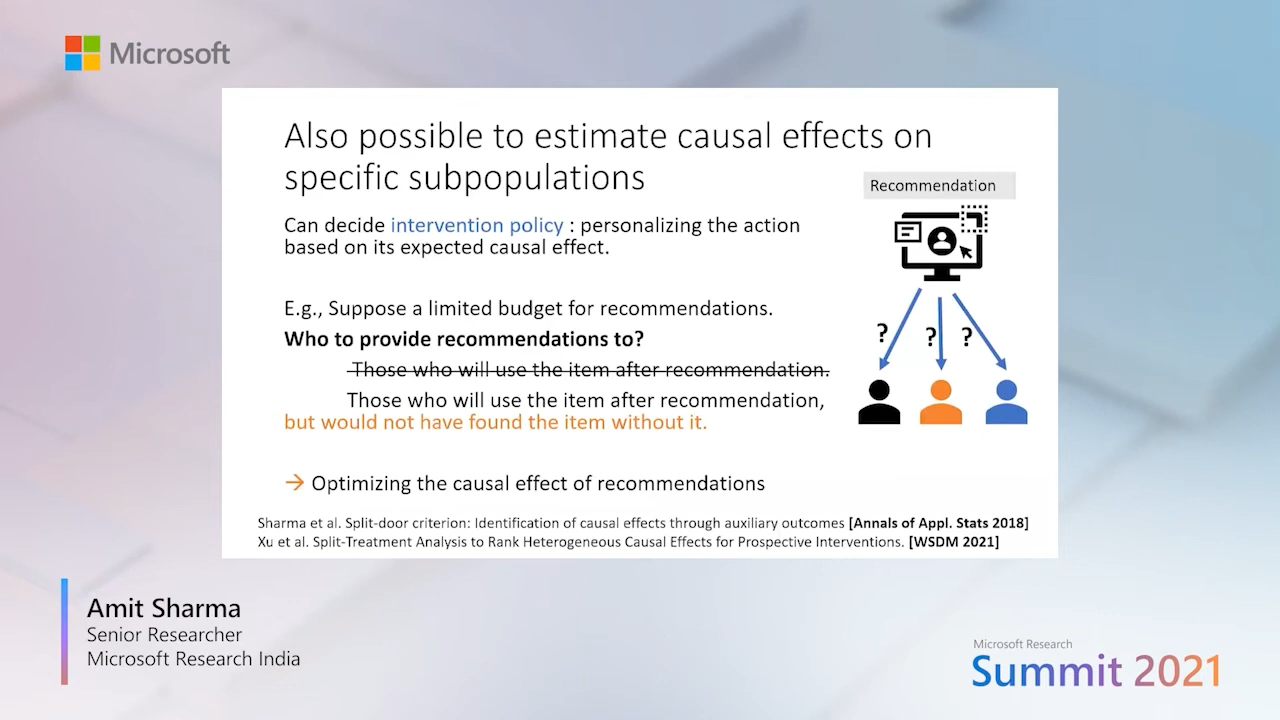 Microsoft
Also possible to estimate causal effects on
specific subpopulations
Recommendation
Can decide intervention policy : personalizing the action
based on its expected causal effect.
E.g., Suppose a limited budget for recommendations.
Who to provide recommendations to?
? ? ?
Those who will use the item after recommendation.
Those who will use the item after recommendation,
but would not have found the item without it.
→ Optimizing the causal effect of recommendations
Sharma et al. Split-door criterion: Identification of causal effects through auxiliary outcomes [Annals of Appl. Stats 2018]
Xu et al. Split-Treatment Analysis to Rank Heterogeneous Causal Effects for Prospective Interventions. [WSDM 2021]
Amit Sharma
Senior Researcher
Microsoft Research India
Microsoft Research
Summit 2021